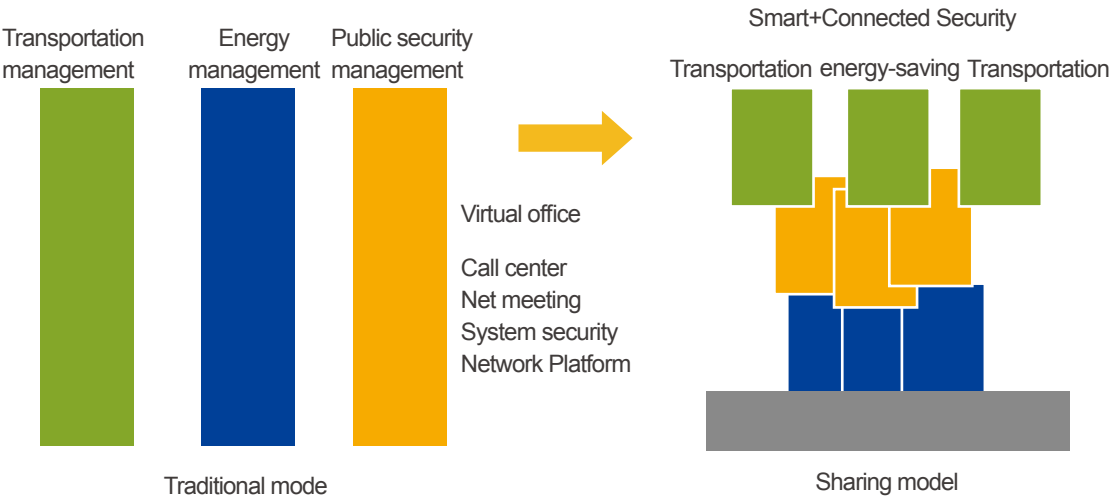 Transportation
management
Energy
management
Public security
management
Virtual office
Call center
Net meeting
System security
Network Platform
Traditional mode
Smart+Connected Security
Transportation energy-saving Transportation
Sharing model